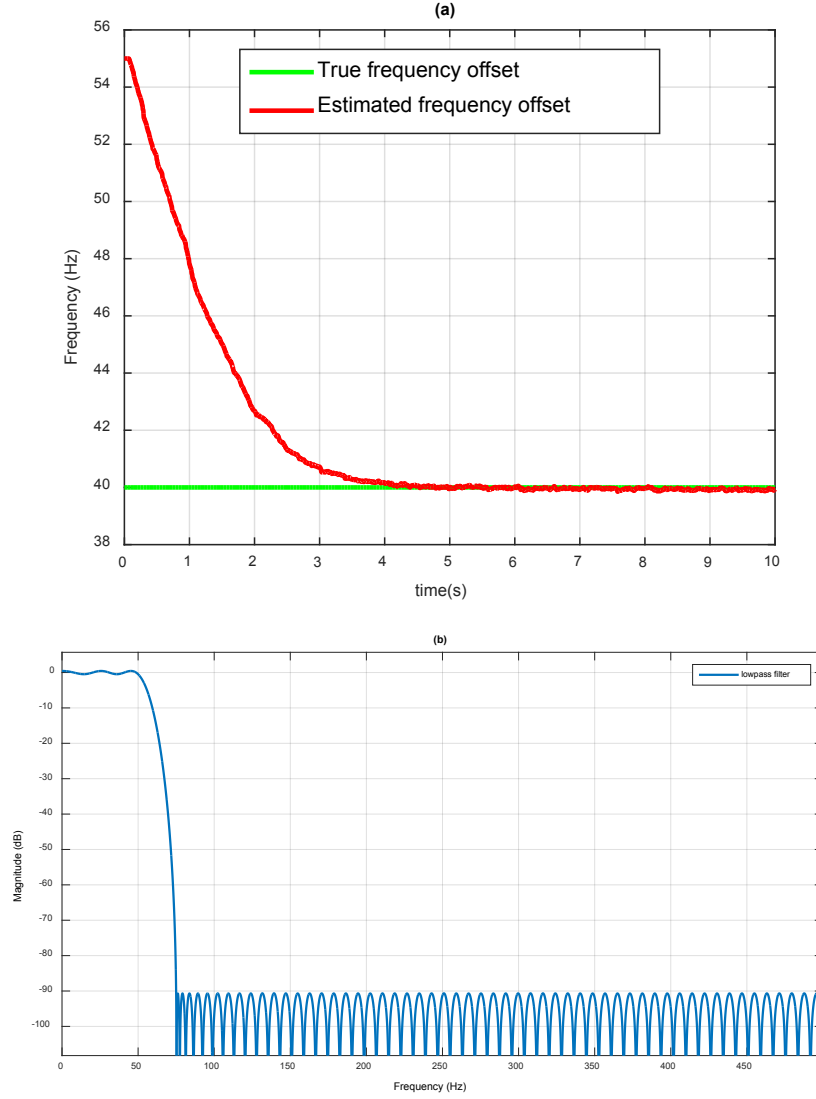 (a)
56
54
52
50
48
46
44
42
40
38
Frequency (Hz)
True frequency offset
Estimated frequency offset
0 1 2 3 4 5 6 7 8 9 10
time(s)
(b)
0
-10
-20
-30
-40
-50
-60
-70
-80
-90
-100
Magnitude (dB)
lowpass filter
0 50 100 150 200 250 300 350 400 450
Frequency (Hz)